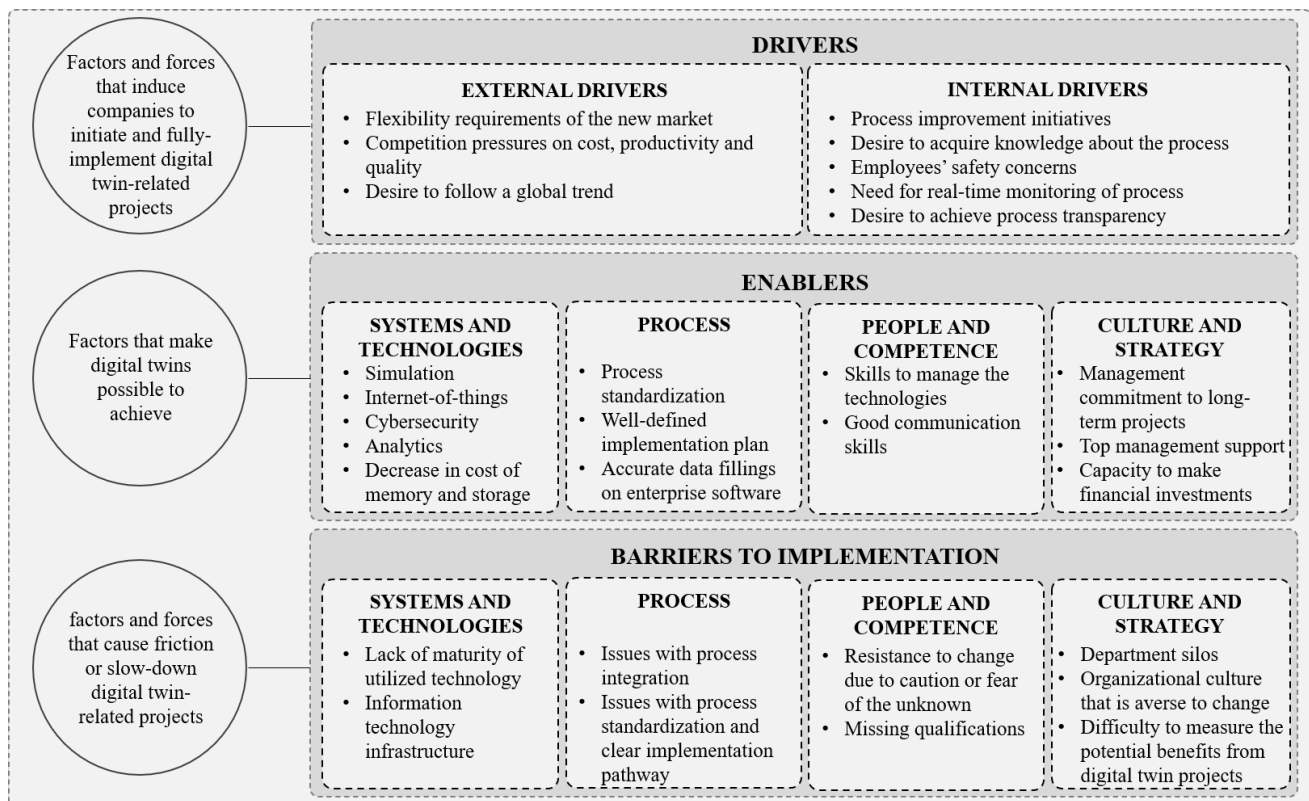 Factors and forces
that induce
companies to
initiate and fully-
implement digital
twin-related
projects
DRIVERS
EXTERNAL DRIVERS
• Flexibility requirements of the new market
• Competition pressures on cost, productivity and
quality
• Desire to follow a global trend
INTERNAL DRIVERS
• Process improvement initiatives
• Desire to acquire knowledge about the process
• Employees’ safety concerns
• Need for real-time monitoring of process
• Desire to achieve process transparency
Factors that make
digital twins
possible to
achieve
ENABLERS
SYSTEMS AND
TECHNOLOGIES
• Simulation
• Internet-of-things
• Cybersecurity
• Analytics
• Decrease in cost of
memory and storage
PROCESS
• Process
standardization
• Well-defined
implementation plan
• Accurate data fillings
on enterprise software
PEOPLE AND
COMPETENCE
• Skills to manage the
technologies
• Good communication
skills
CULTURE AND
STRATEGY
• Management
commitment to long-
term projects
• Top management support
• Capacity to make
financial investments
factors and forces
that cause friction
or slow-down
digital twin-
related projects
BARRIERS TO IMPLEMENTATION
SYSTEMS AND
TECHNOLOGIES
• Lack of maturity of
utilized technology
• Information
technology
infrastructure
PROCESS
• Issues with process
integration
• Issues with process
standardization and
clear implementation
pathway
PEOPLE AND
COMPETENCE
• Resistance to change
due to caution or fear
of the unknown
• Missing qualifications
CULTURE AND
STRATEGY
• Department silos
• Organizational culture
that is averse to change
• Difficulty to measure the
potential benefits from
digital twin projects